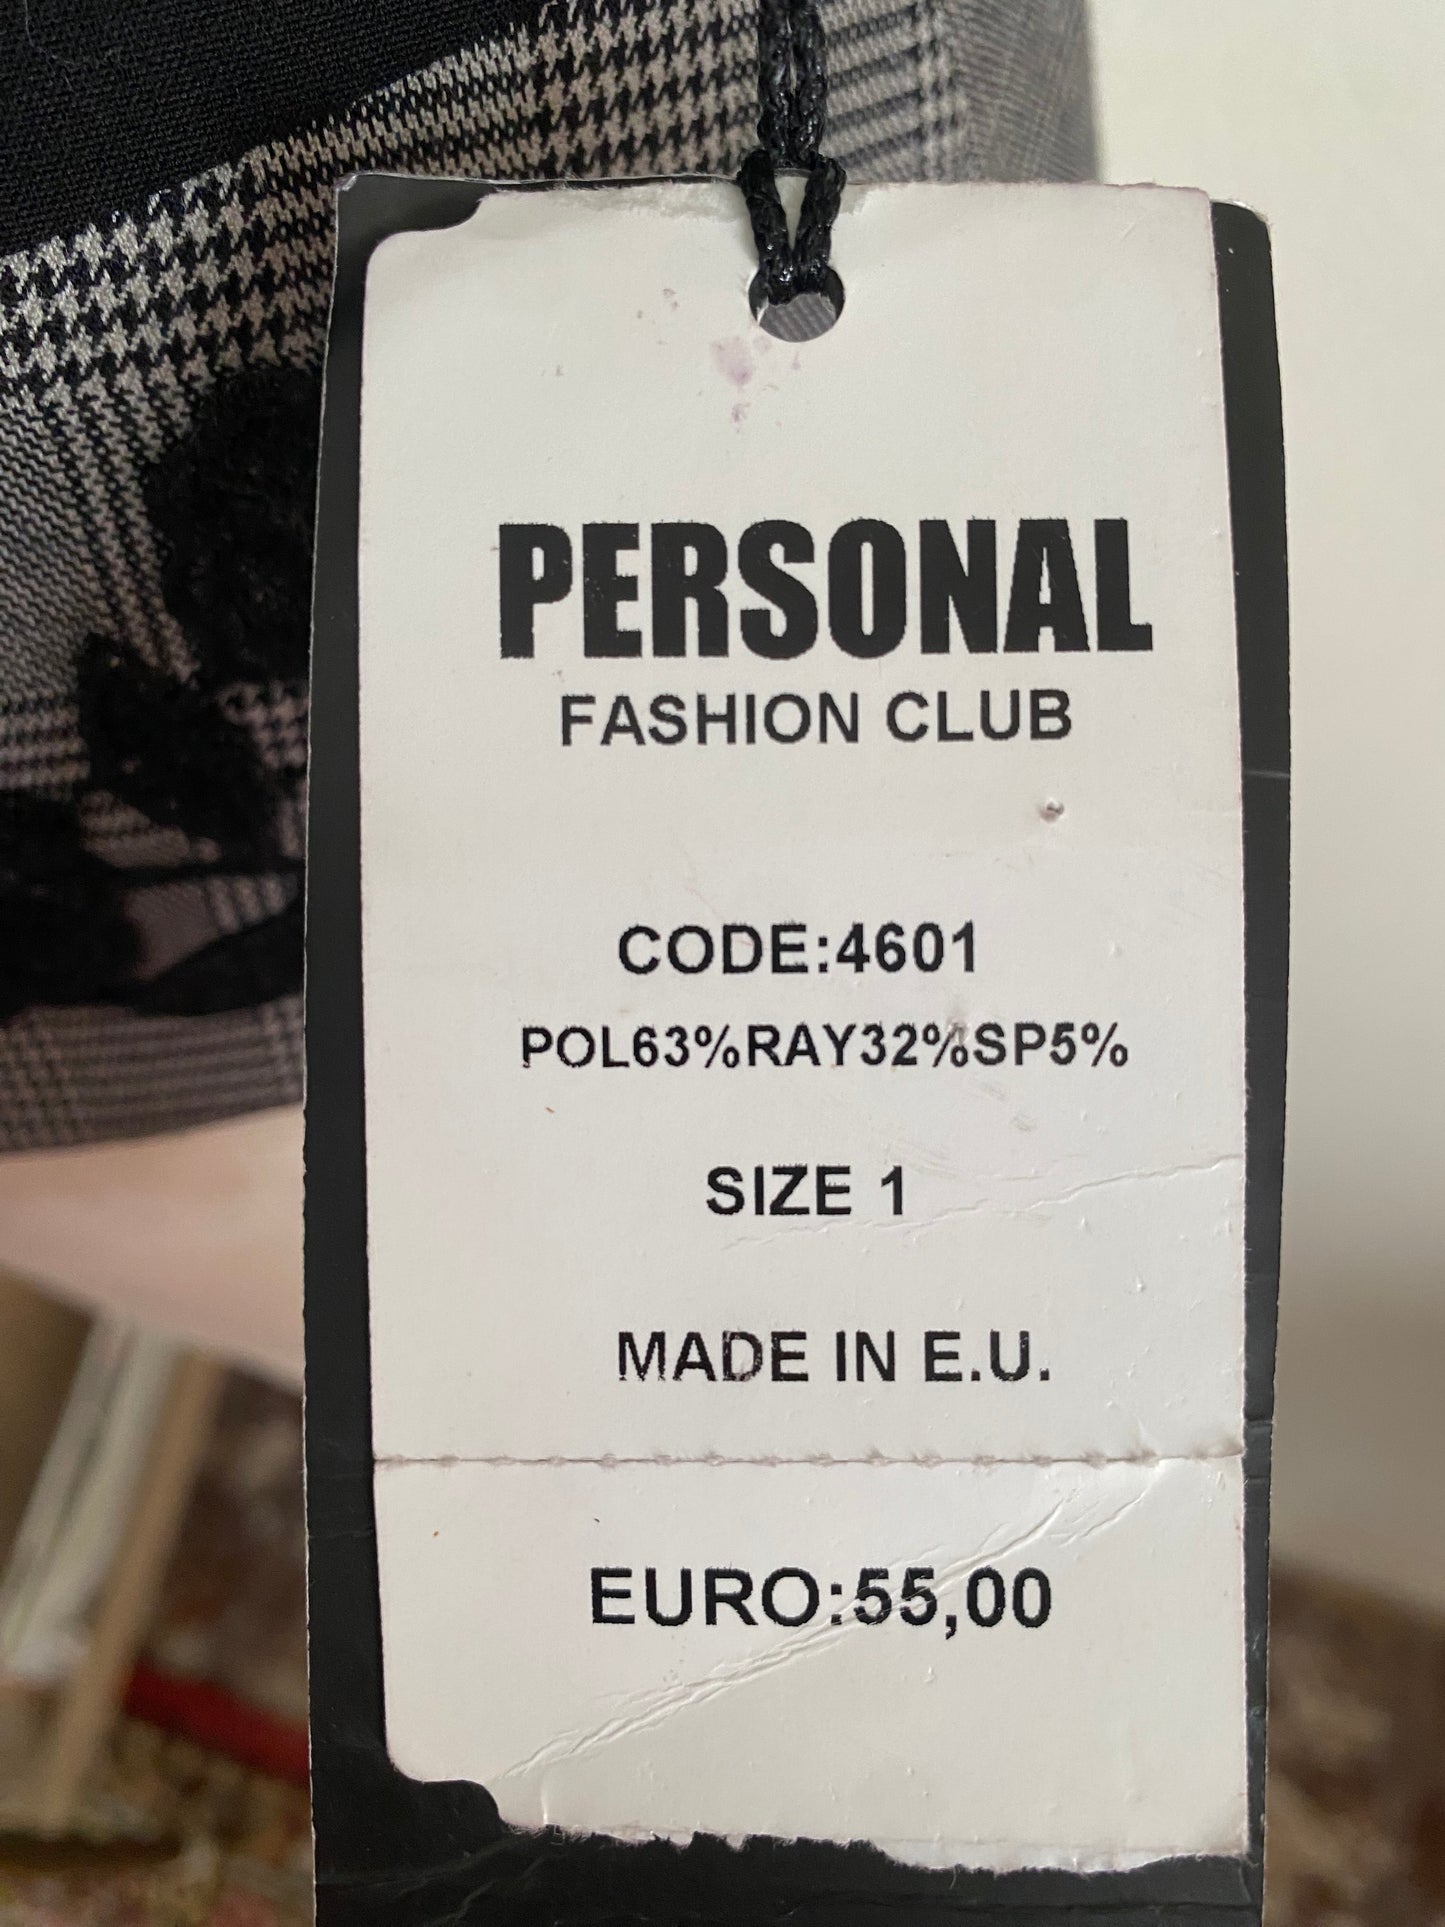 PERSONAL
FASHION CLUB
CODE:4601
POL63%RAY32%SP5%
SIZE 1
MADE IN E.U.
EURO:55,00